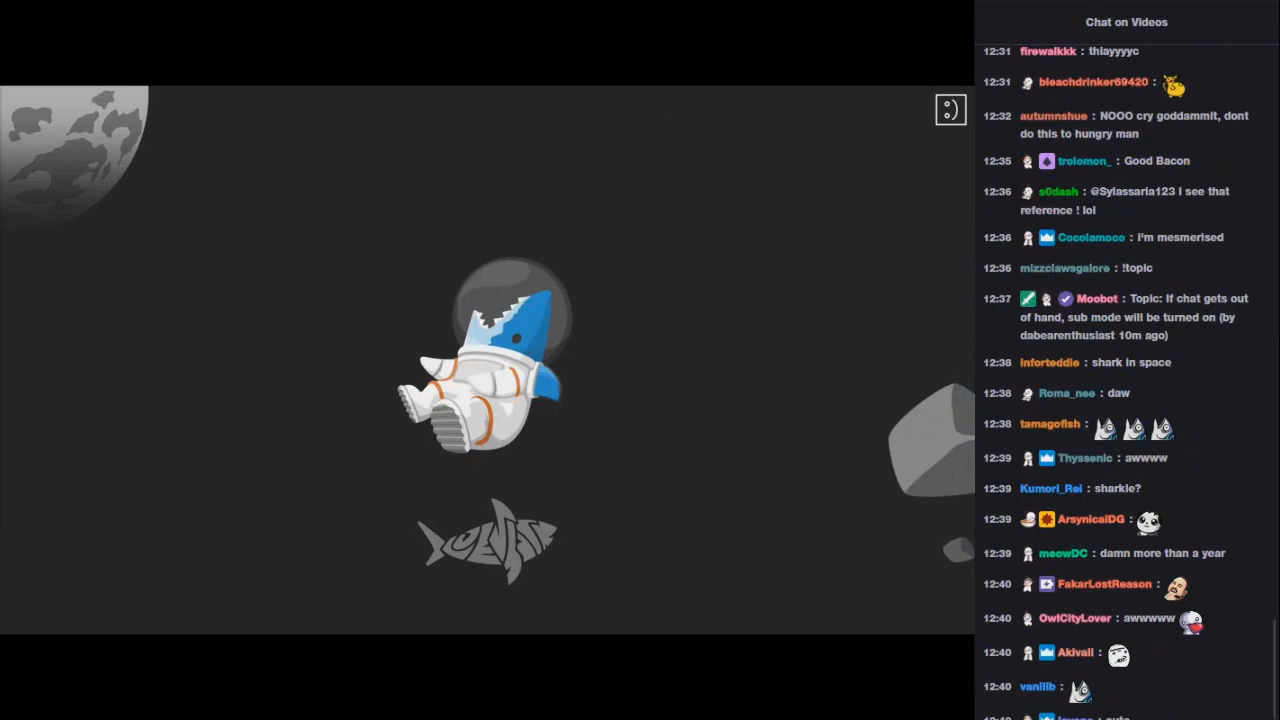 :)
Chat on Videos
12:31 firewalkkk : thiayyyyc
12:31 bleachdrinker69420 :
12:32 autumnshue : NOOO cry goddammit, dont
do this to hungry man
12:35 trolomon_ : Good Bacon
12:36 s0dash : @Sylassaria123 I see that
reference ! lol
12:36 Cocolamoco : i'm mesmerised
12:36 mizzclawsgalore : !topic
12:37 Moobot : Topic: If chat gets out
of hand, sub mode will be turned on (by
dabearenthusiast 10m ago)
12:38 inforteddie : shark in space
12:38 Roma_nee : daw
12:38 tamagofish :
12:39 Thyssenic : awwww
12:39 Kumori_Rei : sharkle?
12:39 ArsynicalDG :
12:39 meowDC : damn more than a year
12:40 FakarLostReason :
12:40 OwlCityLover : awwwww
12:40 Akivali :
12:40 vanillb :